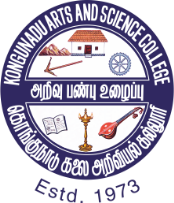 KONGUNADU ARTS AND SCIENCE COLLEGE
அறிவு பண்பு உழைப்பு
கொங்குநாடு கலை அறிவியல் கல்லூரி
Estd. 1973